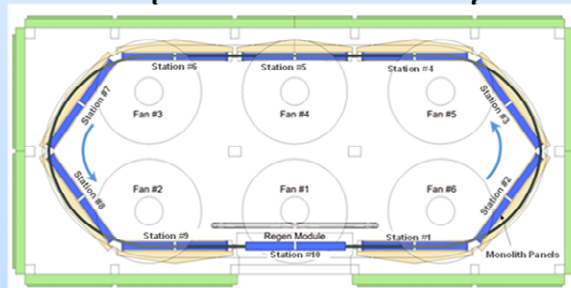 Station #6
Station #5
Station #4
Station #7
Station #3
Fan #3
Fan #4
Fan #5
Fan #2
Fan #1
Fan #6
Station #8
Station #2
Station #9
Regen Module
Station #1
Station #10
Monolith Panels